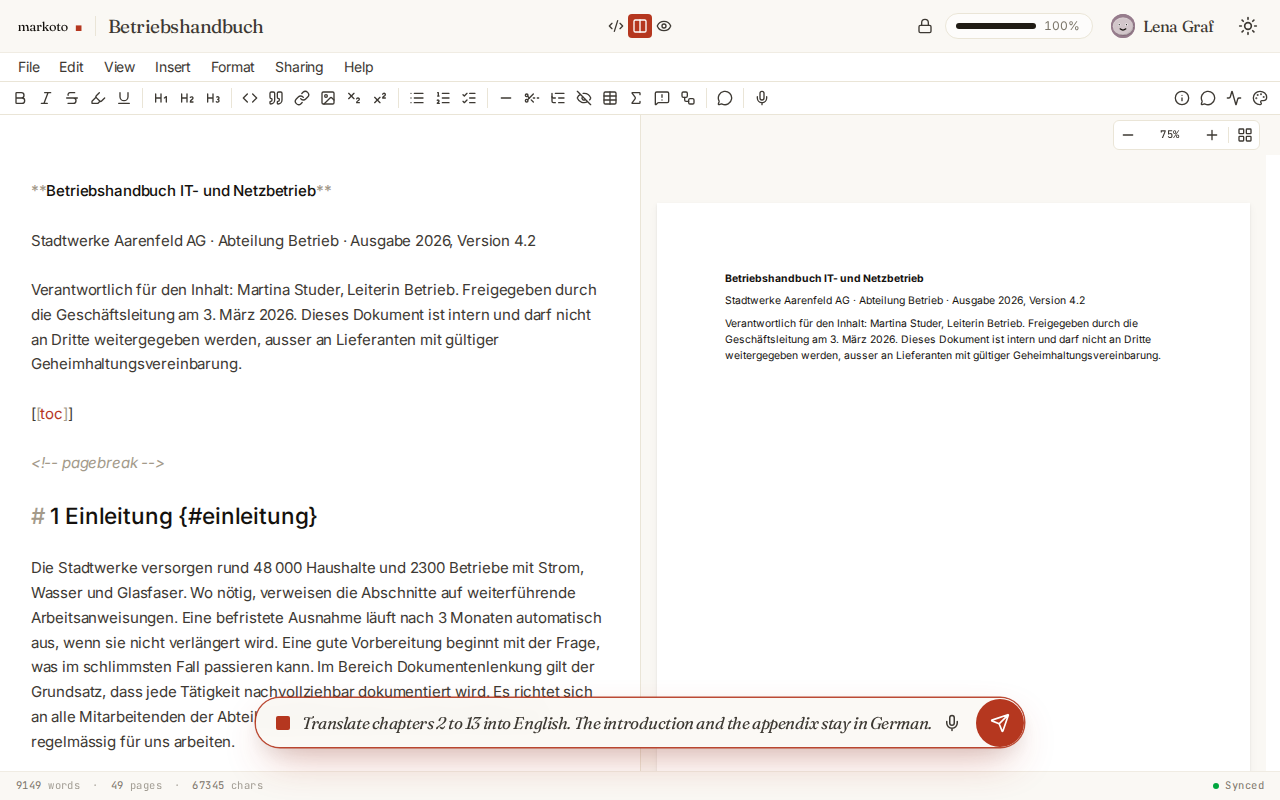 markoto
Betriebshandbuch
100%
Lena Graf
File Edit View Insert Format Sharing Help
H1 H2 H3
75%
**Betriebshandbuch IT- und Netzbetrieb**
Stadtwerke Aarenfeld AG · Abteilung Betrieb · Ausgabe 2026, Version 4.2
Verantwortlich für den Inhalt: Martina Studer, Leiterin Betrieb. Freigegeben durch
die Geschäftsleitung am 3. März 2026. Dieses Dokument ist intern und darf nicht
an Dritte weitergegeben werden, ausser an Lieferanten mit gültiger
Geheimhaltungsvereinbarung.
[[toc]]
<!-- pagebreak -->
# 1 Einleitung {#einleitung}
Die Stadtwerke versorgen rund 48 000 Haushalte und 2300 Betriebe mit Strom,
Wasser und Glasfaser. Wo nötig, verweisen die Abschnitte auf weiterführende
Arbeitsanweisungen. Eine befristete Ausnahme läuft nach 3 Monaten automatisch
aus, wenn sie nicht verlängert wird. Eine gute Vorbereitung beginnt mit der Frage,
was im schlimmsten Fall passieren kann. Im Bereich Dokumentenlenkung gilt der
Grundsatz, dass jede Tätigkeit nachvollziehbar dokumentiert wird. Es richtet sich
an alle Mitarbeitenden der
regelmässig für uns arbeiten.
Betriebshandbuch IT- und Netzbetrieb
Stadtwerke Aarenfeld AG · Abteilung Betrieb · Ausgabe 2026, Version 4.2
Verantwortlich für den Inhalt: Martina Studer, Leiterin Betrieb. Freigegeben durch die
Geschäftsleitung am 3. März 2026. Dieses Dokument ist intern und darf nicht an Dritte
weitergegeben werden, ausser an Lieferanten mit gültiger Geheimhaltungsvereinbarung.
Translate chapters 2 to 13 into English. The introduction and the appendix stay in German.
9149 words · 49 pages · 67345 chars
Synced